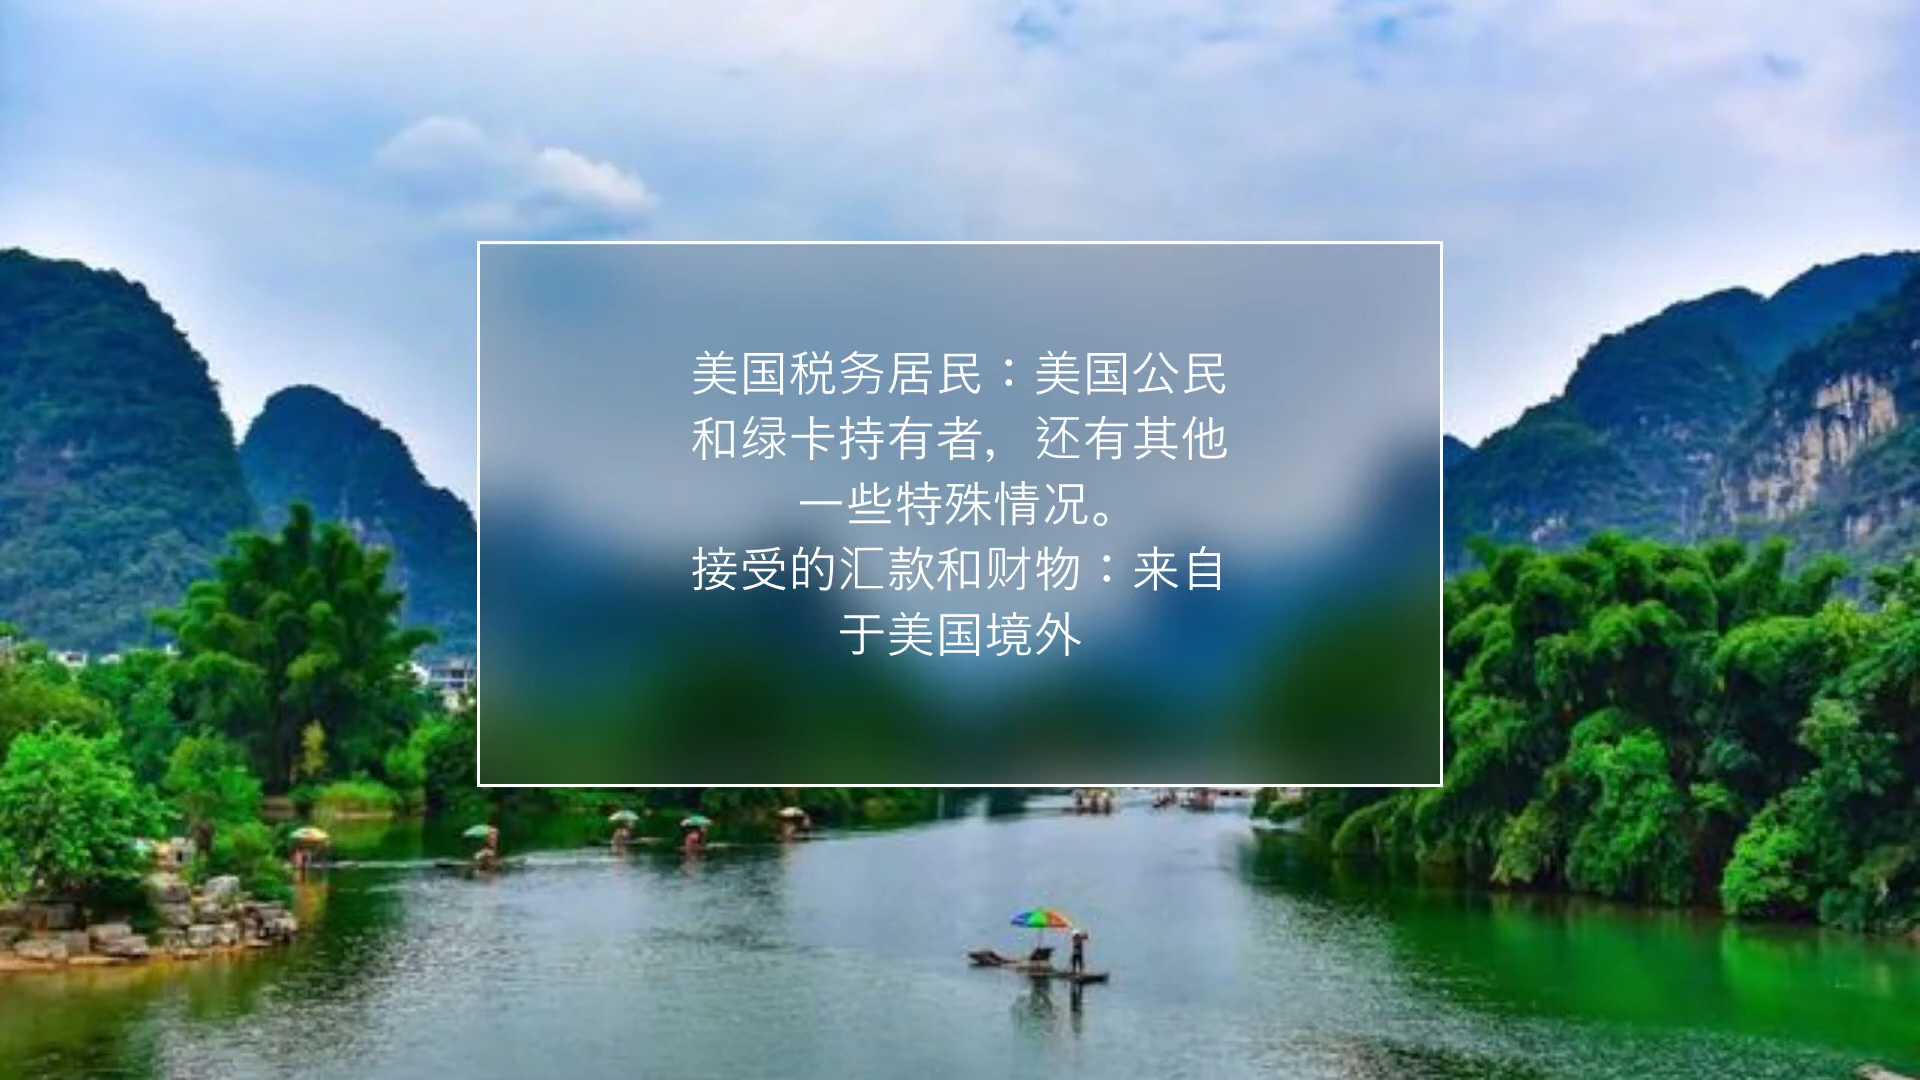 美国税务居民：美国公民
和绿卡持有者，还有其他
一些特殊情况。
接受的汇款和财物：来自
于美国境外